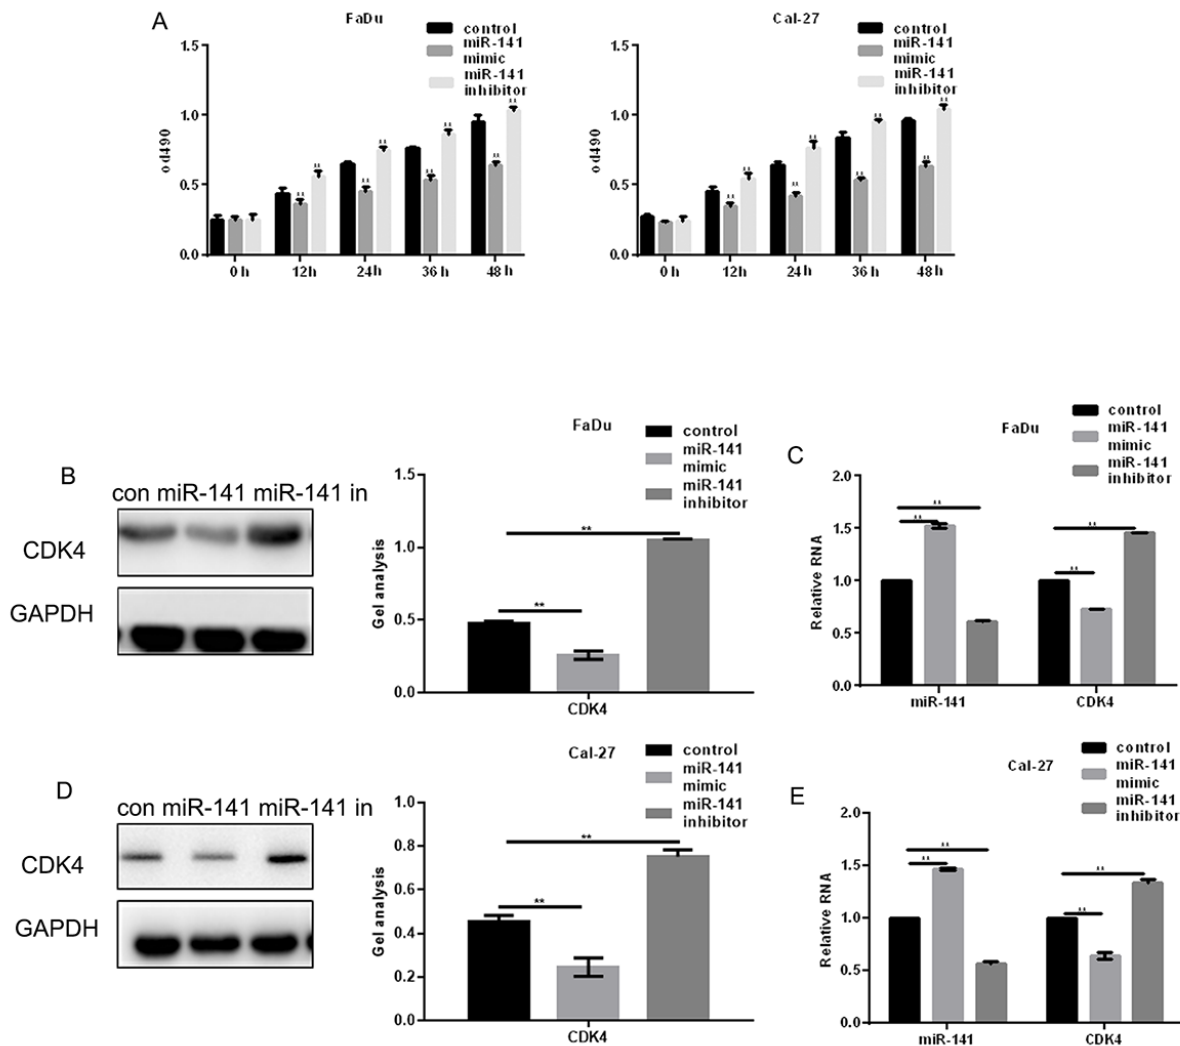 A
FaDu
control
miR-141
mimic
miR-141
inhibitor
od490
1.5
1.0
0.5
0.0
0 h
12h
24h
36h
48h
Cal-27
control
miR-141
mimic
miR-141
inhibitor
od490
1.5
1.0
0.5
0.0
0 h
12h
24h
36h
48h
B
con miR-141 miR-141 in
CDK4
GAPDH
FaDu
control
miR-141
mimic
miR-141
inhibitor
Gel analysis
1.5
1.0
0.5
0.0
**
**
CDK4
C
FaDu
control
miR-141
mimic
miR-141
inhibitor
Relative RNA
2.0
1.5
1.0
0.5
0.0
miR-141
CDK4
D
con miR-141 miR-141 in
CDK4
GAPDH
Cal-27
control
miR-141
mimic
miR-141
inhibitor
Gel analysis
1.0
0.8
0.6
0.4
0.2
0.0
**
**
CDK4
E
Cal-27
control
miR-141
mimic
miR-141
inhibitor
Relative RNA
2.0
1.5
1.0
0.5
0.0
miR-141
CDK4